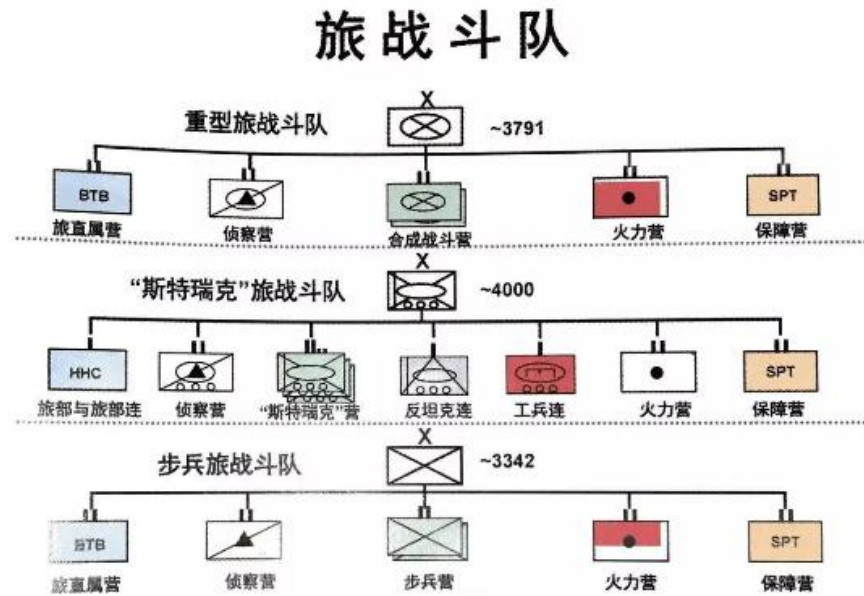 旅战斗队
X
重型旅战斗队 ~3791
BTB SPT
旅直属营 侦察营 合成战斗营 火力营 保障营
X
“斯特瑞克”旅战斗队 ~4000
HHC SPT
旅部与旅部连 侦察营 “斯特瑞克”营 反坦克连 工兵连 火力营 保障营
X
步兵旅战斗队 ~3342
BTB SPT
旅直属营 侦察营 步兵营 火力营 保障营